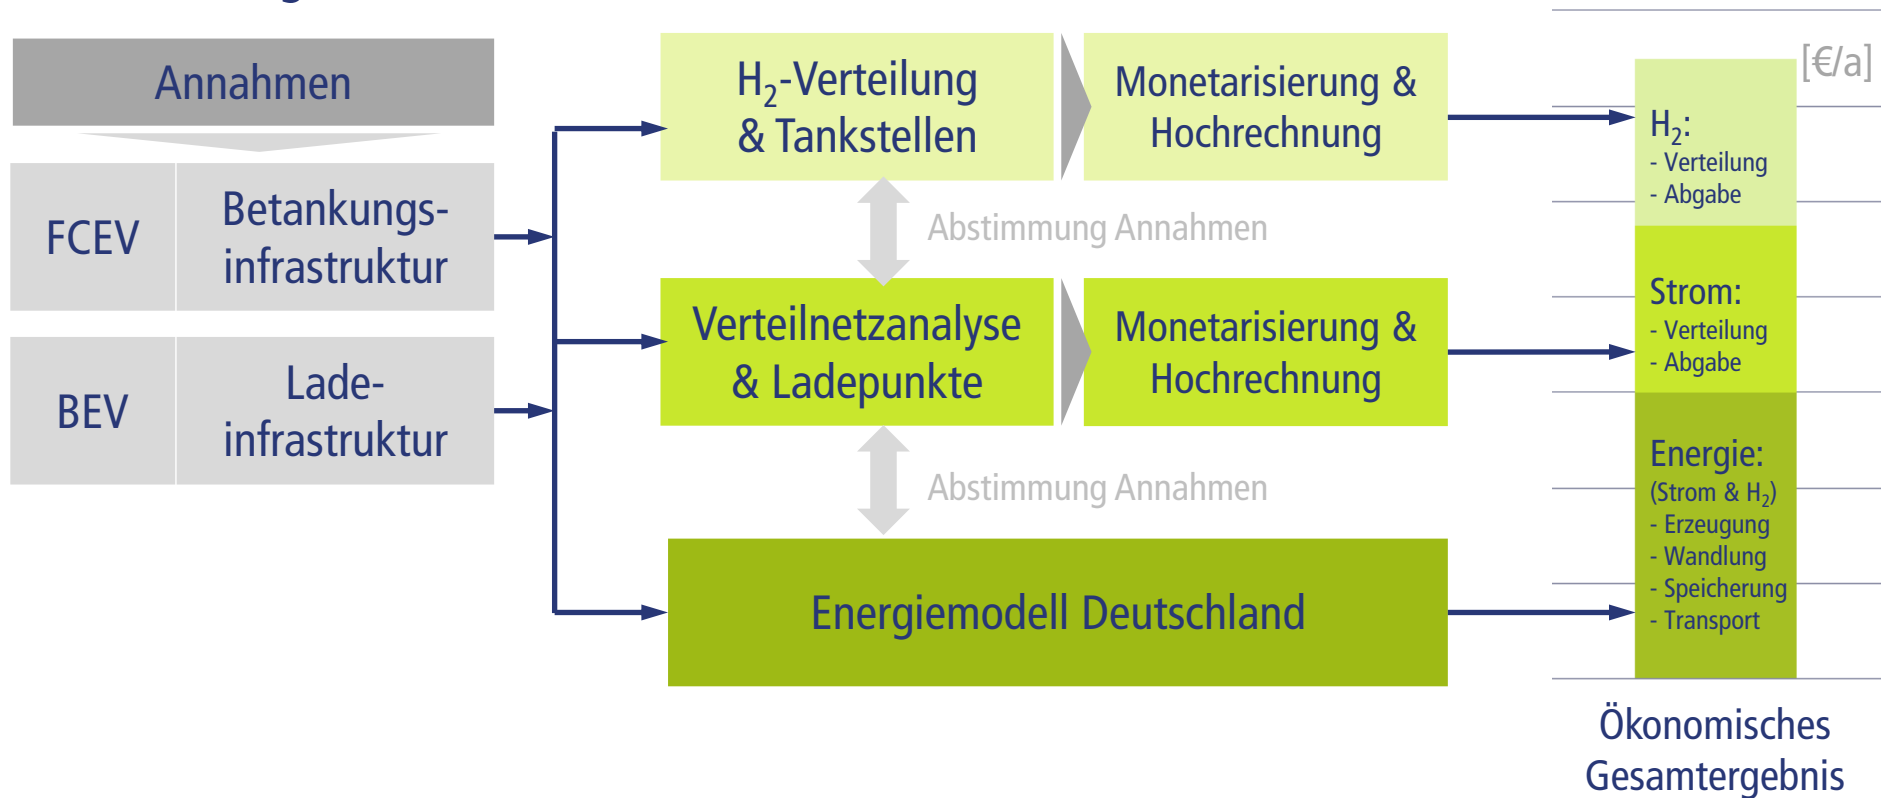 Annahmen
FCEV
Betankungs-
infrastruktur
BEV
Lade-
infrastruktur
H₂-Verteilung
& Tankstellen
Monetarisierung &
Hochrechnung
Abstimmung Annahmen
Verteilnetzanalyse
& Ladepunkte
Monetarisierung &
Hochrechnung
Abstimmung Annahmen
Energiemodell Deutschland
[€/a]
H₂:
- Verteilung
- Abgabe
Strom:
- Verteilung
- Abgabe
Energie:
(Strom & H₂)
- Erzeugung
- Wandlung
- Speicherung
- Transport
Ökonomisches
Gesamtergebnis